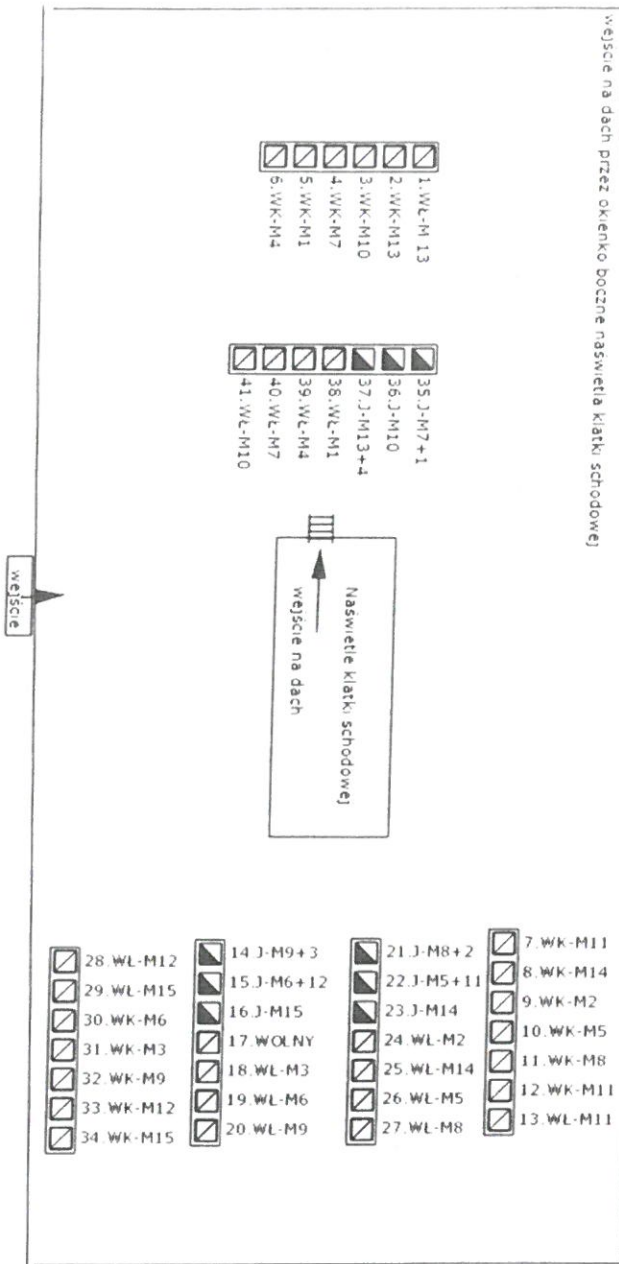 wejście na dach przez okienko boczne naświetla klatki schodowej
1.WŁ-M 13
2.WK-M13
3.WK-M10
4.WK-M7
5.WK-M1
6.WK-M4
35.J-M7+1
36.J-M10
37.J-M13+4
38.WŁ-M1
39.WŁ-M4
40.WŁ-M7
41.WŁ-M10
Naświetle klatki schodowej
wejście na dach
wejście
7.WK-M11
8.WK-M14
9.WK-M2
10.WK-M5
11.WK-M8
12.WK-M11
13.WŁ-M11
21.J-M8+2
22.J-M5+11
23.J-M14
24.WŁ-M2
25.WŁ-M14
26.WŁ-M5
27.WŁ-M8
14.J-M9+3
15.J-M6+12
16.J-M15
17.WOLNY
18.WŁ-M3
19.WŁ-M6
20.WŁ-M9
28.WŁ-M12
29.WŁ-M15
30.WK-M6
31.WK-M3
32.WK-M9
33.WK-M12
34.WK-M15